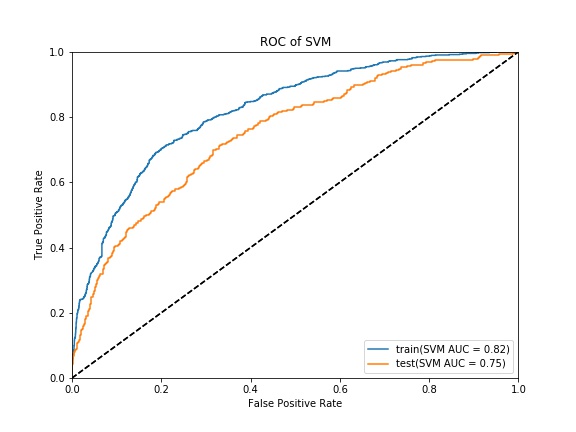 ROC of SVM
1.0
0.8
0.6
0.4
0.2
0.0
True Positive Rate
0.0 0.2 0.4 0.6 0.8 1.0
False Positive Rate
train(SVM AUC = 0.82)
test(SVM AUC = 0.75)